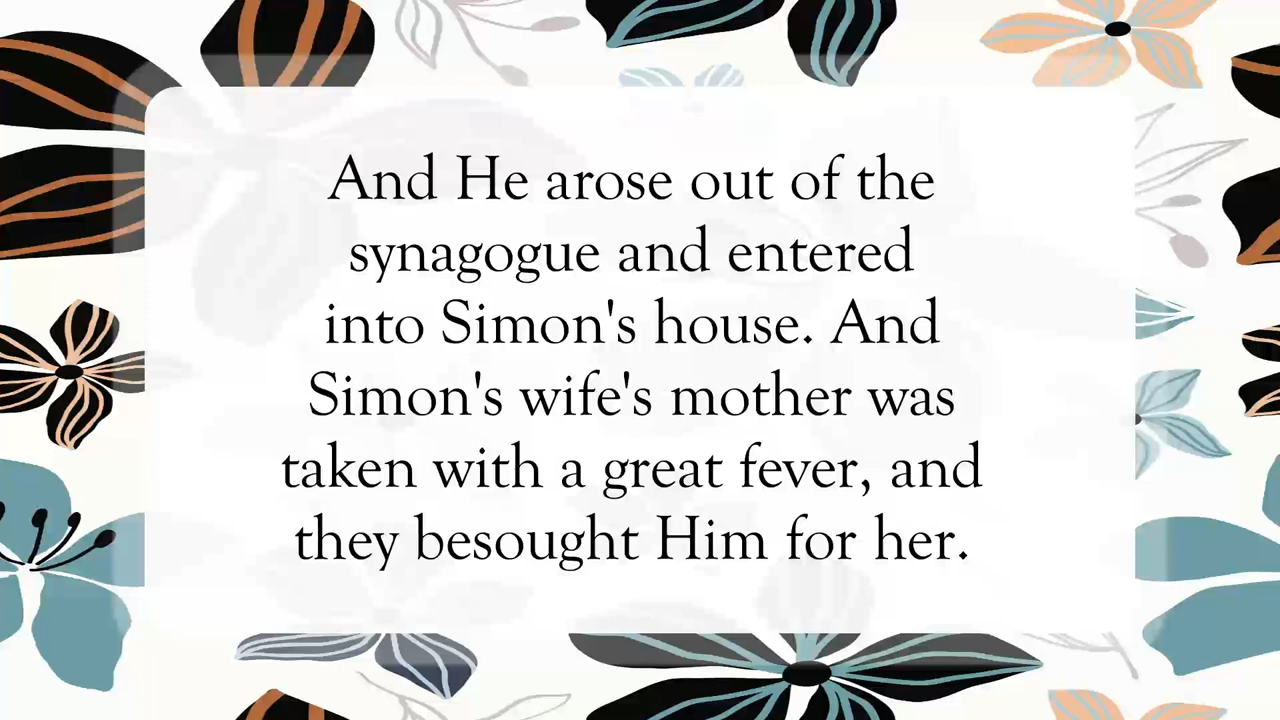 And He arose out of the
synagogue and entered
into Simon's house. And
Simon's wife's mother was
taken with a great fever, and
they besought Him for her.